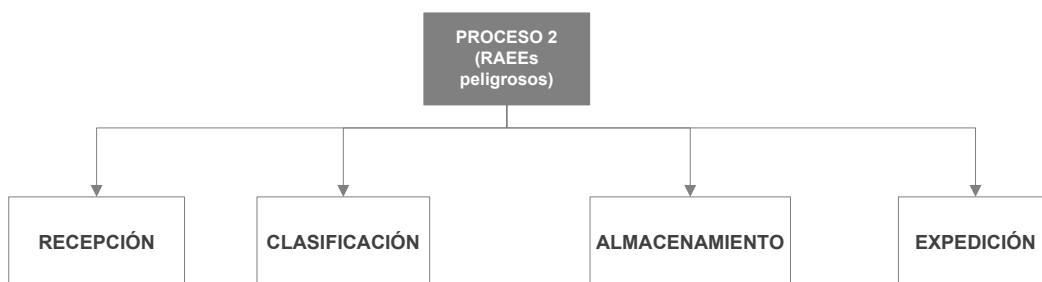 PROCESO 2
(RAEEs
peligrosos)
RECEPCIÓN
CLASIFICACIÓN
ALMACENAMIENTO
EXPEDICIÓN